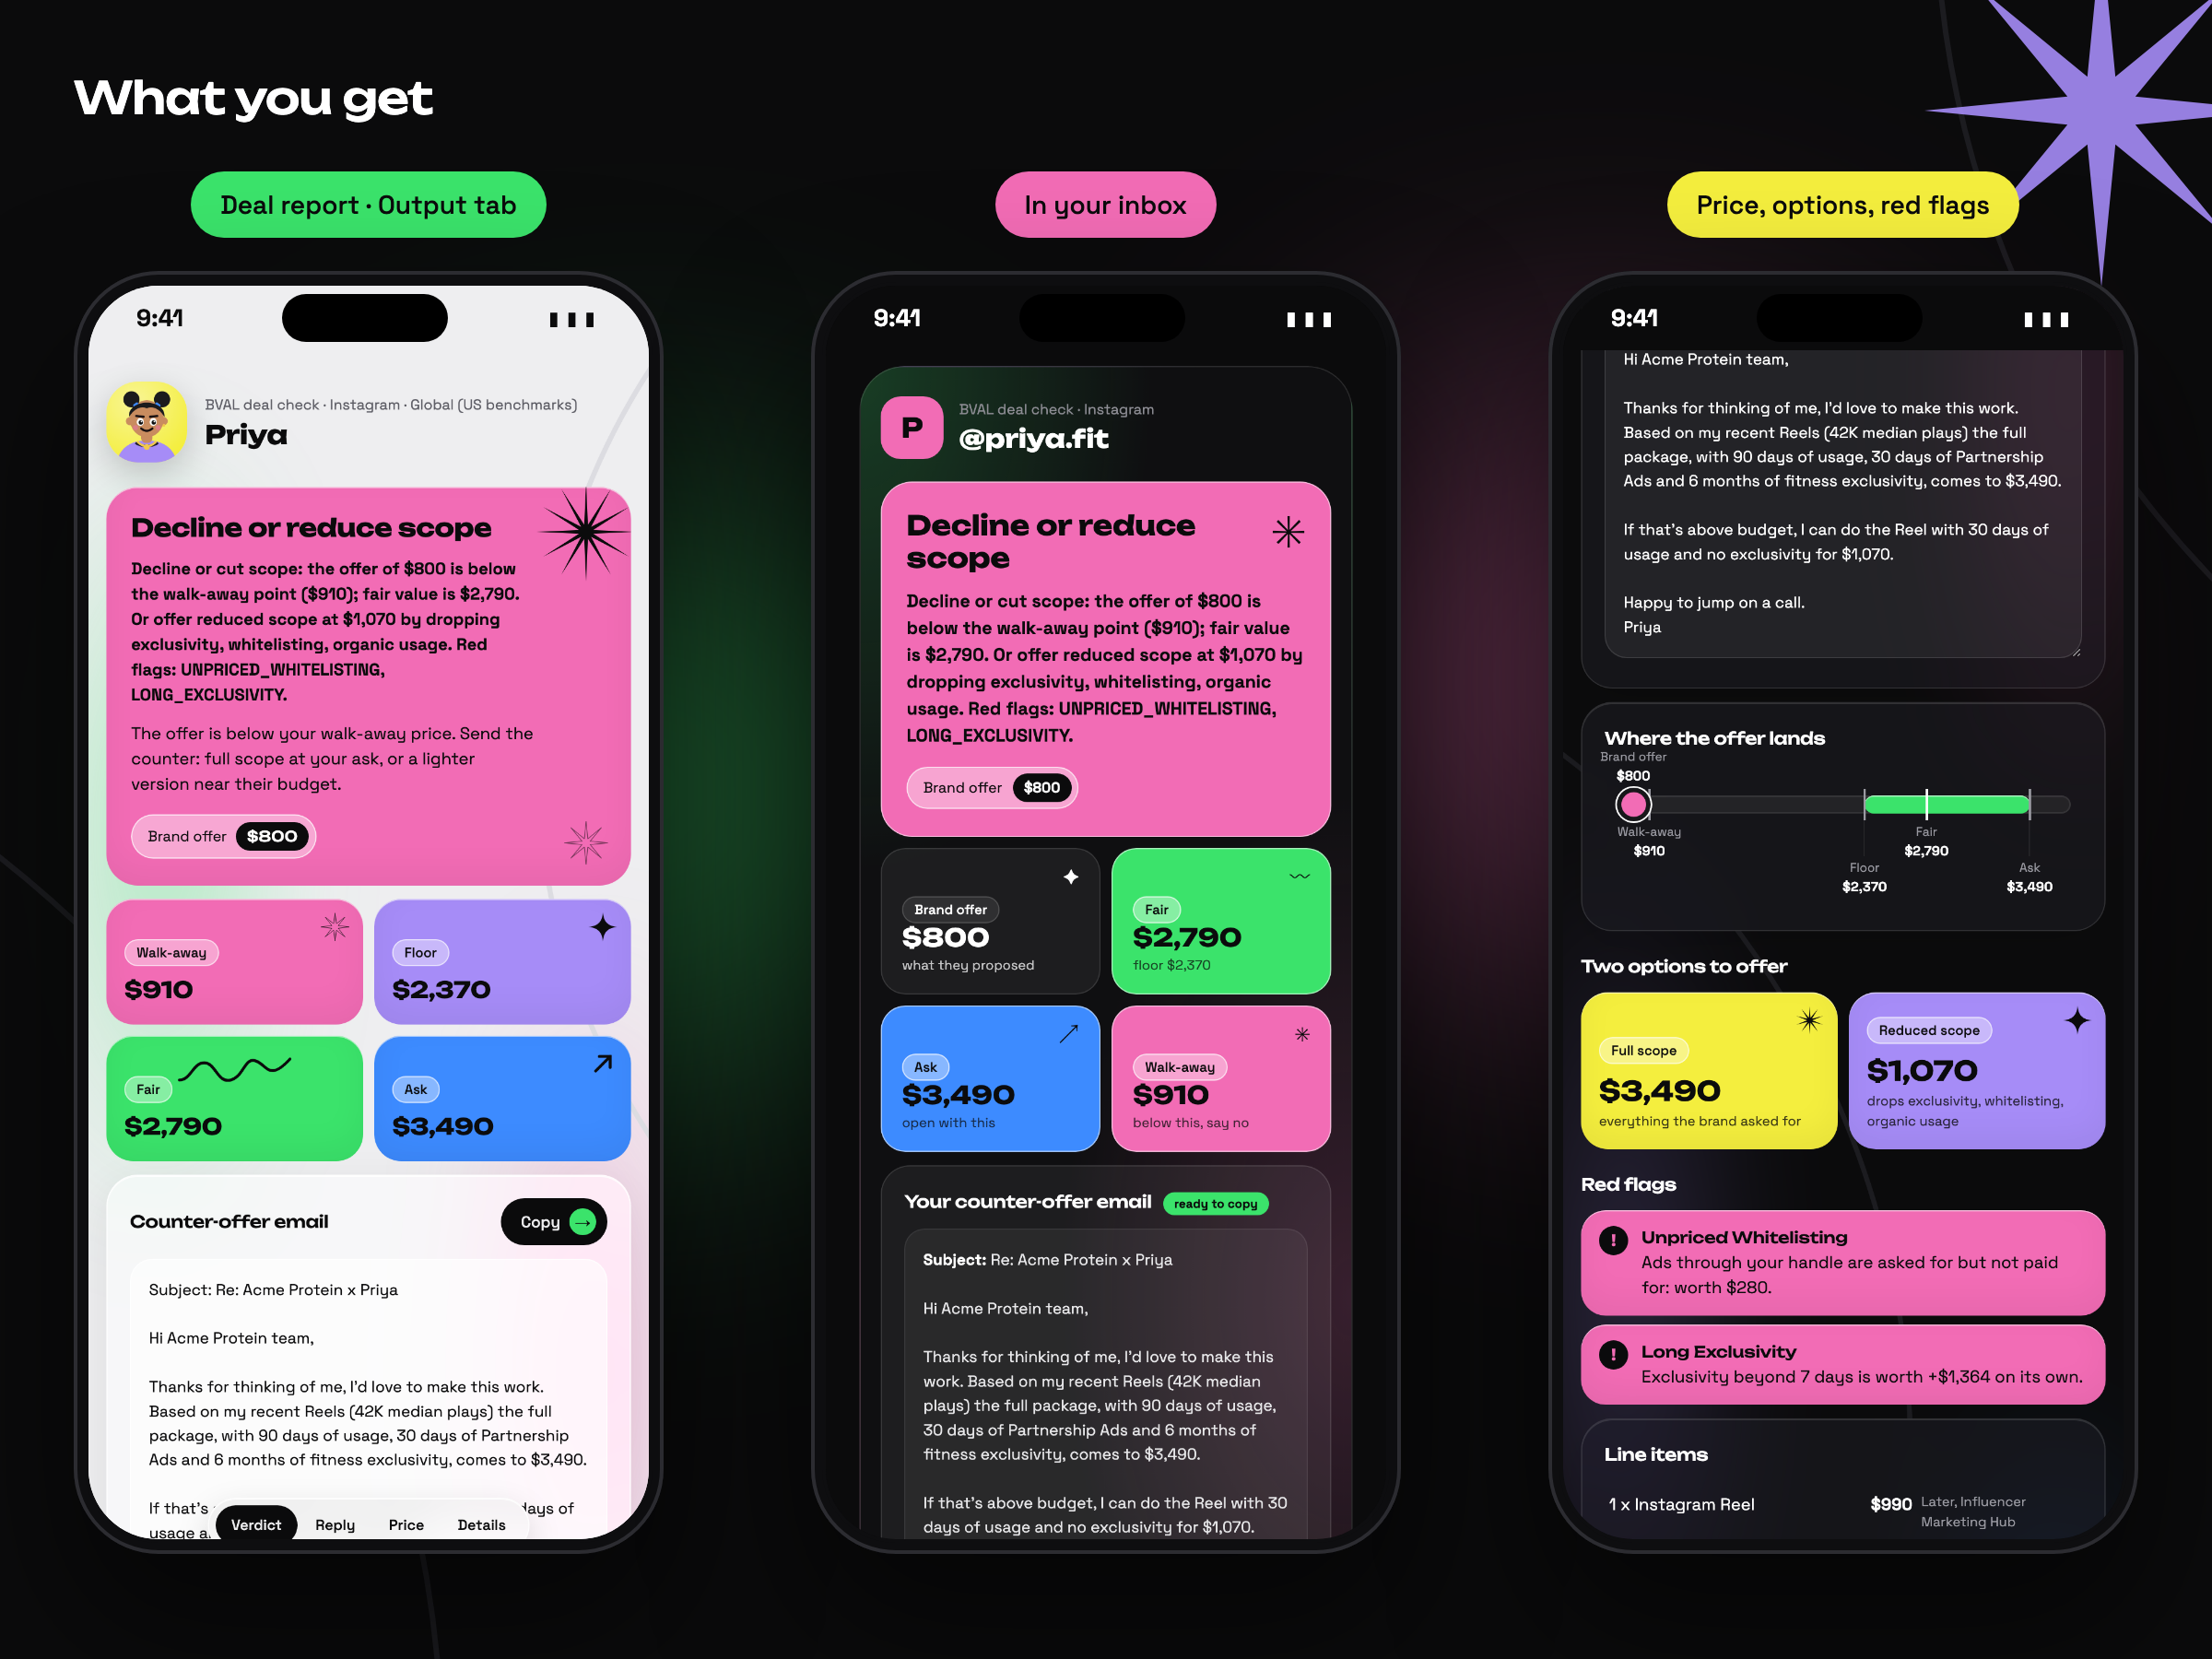 What you get
Deal report · Output tab
9:41
BVAL deal check · Instagram · Global (US benchmarks)
Priya
Decline or reduce scope
Decline or cut scope: the offer of $800 is below
the walk-away point ($910); fair value is $2,790.
Or offer reduced scope at $1,070 by dropping
exclusivity, whitelisting, organic usage. Red
flags: UNPRICED_WHITELISTING,
LONG_EXCLUSIVITY.
The offer is below your walk-away price. Send the
counter: full scope at your ask, or a lighter
version near their budget.
Brand offer $800
Walk-away
$910
Floor
$2,370
Fair
$2,790
Ask
$3,490
Counter-offer email
Copy →
Subject: Re: Acme Protein x Priya
Hi Acme Protein team,
Thanks for thinking of me, I'd love to make this work.
Based on my recent Reels (42K median plays) the full
package, with 90 days of usage, 30 days of Partnership
Ads and 6 months of fitness exclusivity, comes to $3,490.
If that's days of
usage
Verdict Reply Price Details
In your inbox
9:41
P
BVAL deal check · Instagram
@priya.fit
Decline or reduce
scope
Decline or cut scope: the offer of $800 is
below the walk-away point ($910); fair value
is $2,790. Or offer reduced scope at $1,070 by
dropping exclusivity, whitelisting, organic
usage. Red flags: UNPRICED_WHITELISTING,
LONG_EXCLUSIVITY.
Brand offer $800
Brand offer
$800
what they proposed
Fair
$2,790
floor $2,370
Ask
$3,490
open with this
Walk-away
$910
below this, say no
Your counter-offer email ready to copy
Subject: Re: Acme Protein x Priya
Hi Acme Protein team,
Thanks for thinking of me, I'd love to make this
work. Based on my recent Reels (42K median
plays) the full package, with 90 days of usage,
30 days of Partnership Ads and 6 months of
fitness exclusivity, comes to $3,490.
If that's above budget, I can do the Reel with 30
days of usage and no exclusivity for $1,070.
Price, options, red flags
9:41
Hi Acme Protein team,
Thanks for thinking of me, I'd love to make this work.
Based on my recent Reels (42K median plays) the full
package, with 90 days of usage, 30 days of Partnership
Ads and 6 months of fitness exclusivity, comes to $3,490.
If that's above budget, I can do the Reel with 30 days of
usage and no exclusivity for $1,070.
Happy to jump on a call.
Priya
Where the offer lands
Brand offer
$800
Walk-away
$910
Fair
$2,790
Floor
$2,370
Ask
$3,490
Two options to offer
Full scope
$3,490
everything the brand asked for
Reduced scope
$1,070
drops exclusivity, whitelisting,
organic usage
Red flags
! Unpriced Whitelisting
Ads through your handle are asked for but not paid
for: worth $280.
! Long Exclusivity
Exclusivity beyond 7 days is worth +$1,364 on its own.
Line items
1 x Instagram Reel $990 Later, Influencer
Marketing Hub